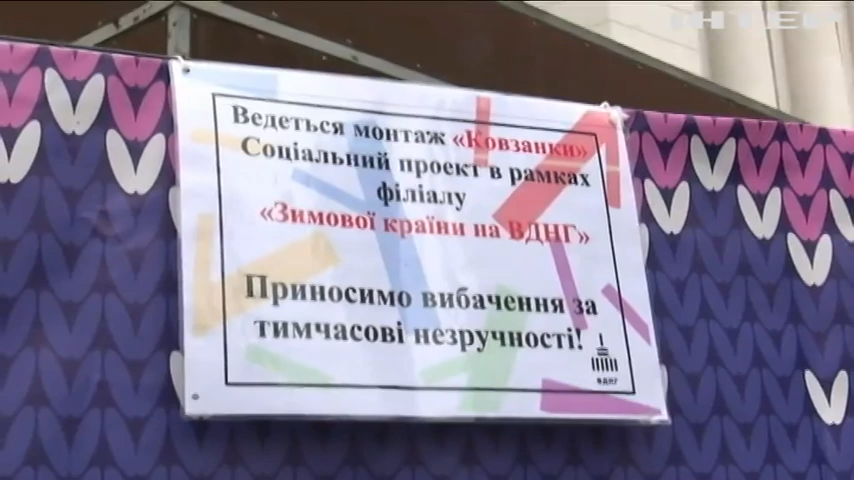 ІНТЕР
Ведеться монтаж «Ковзанки»
Соціальний проект в рамках
філіалу
«Зимової країни на ВДНГ»
Приносимо вибачення за
тимчасові незручності!
ВДНГ